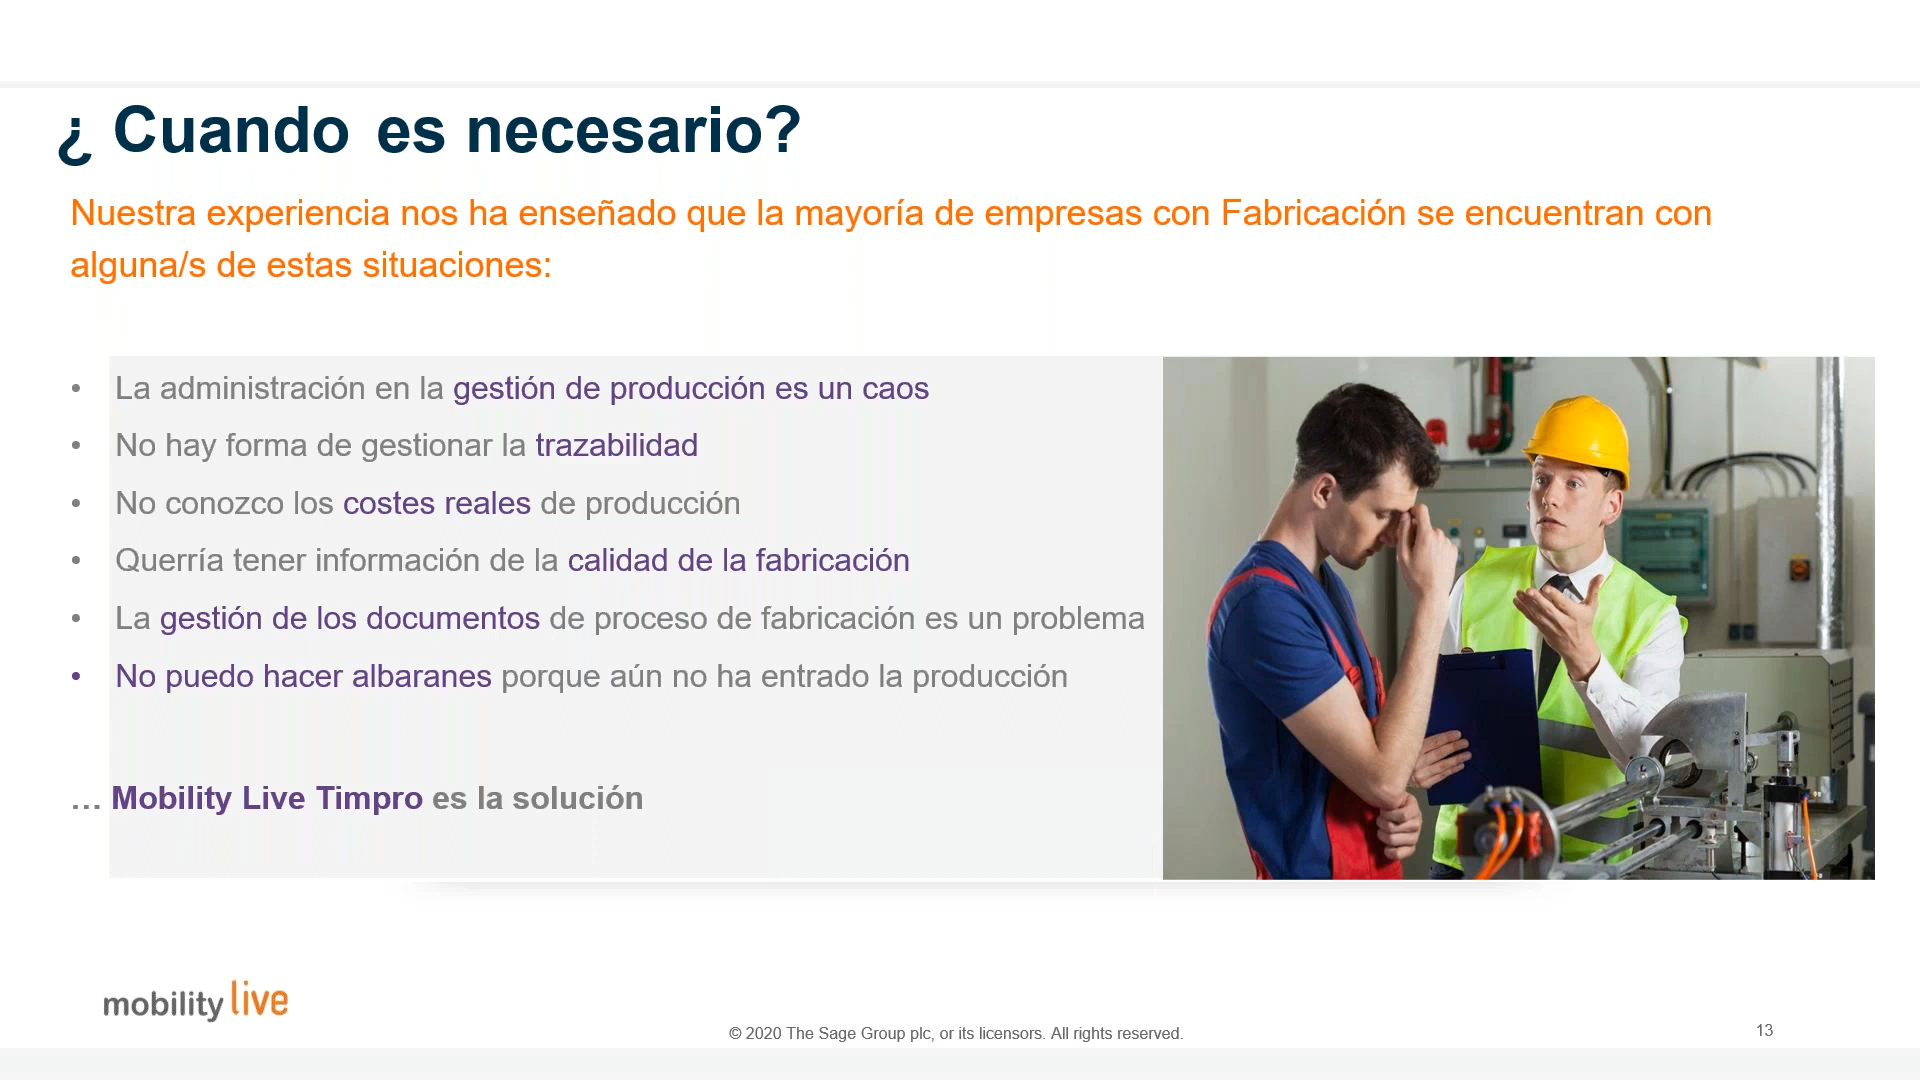 ¿ Cuando es necesario?
Nuestra experiencia nos ha enseñado que la mayoría de empresas con Fabricación se encuentran con
alguna/s de estas situaciones:
• La administración en la gestión de producción es un caos
• No hay forma de gestionar la trazabilidad
• No conozco los costes reales de producción
• Querría tener información de la calidad de la fabricación
• La gestión de los documentos de proceso de fabricación es un problema
• No puedo hacer albaranes porque aún no ha entrado la producción
... Mobility Live Timpro es la solución
mobility live
© 2020 The Sage Group plc, or its licensors. All rights reserved.
13